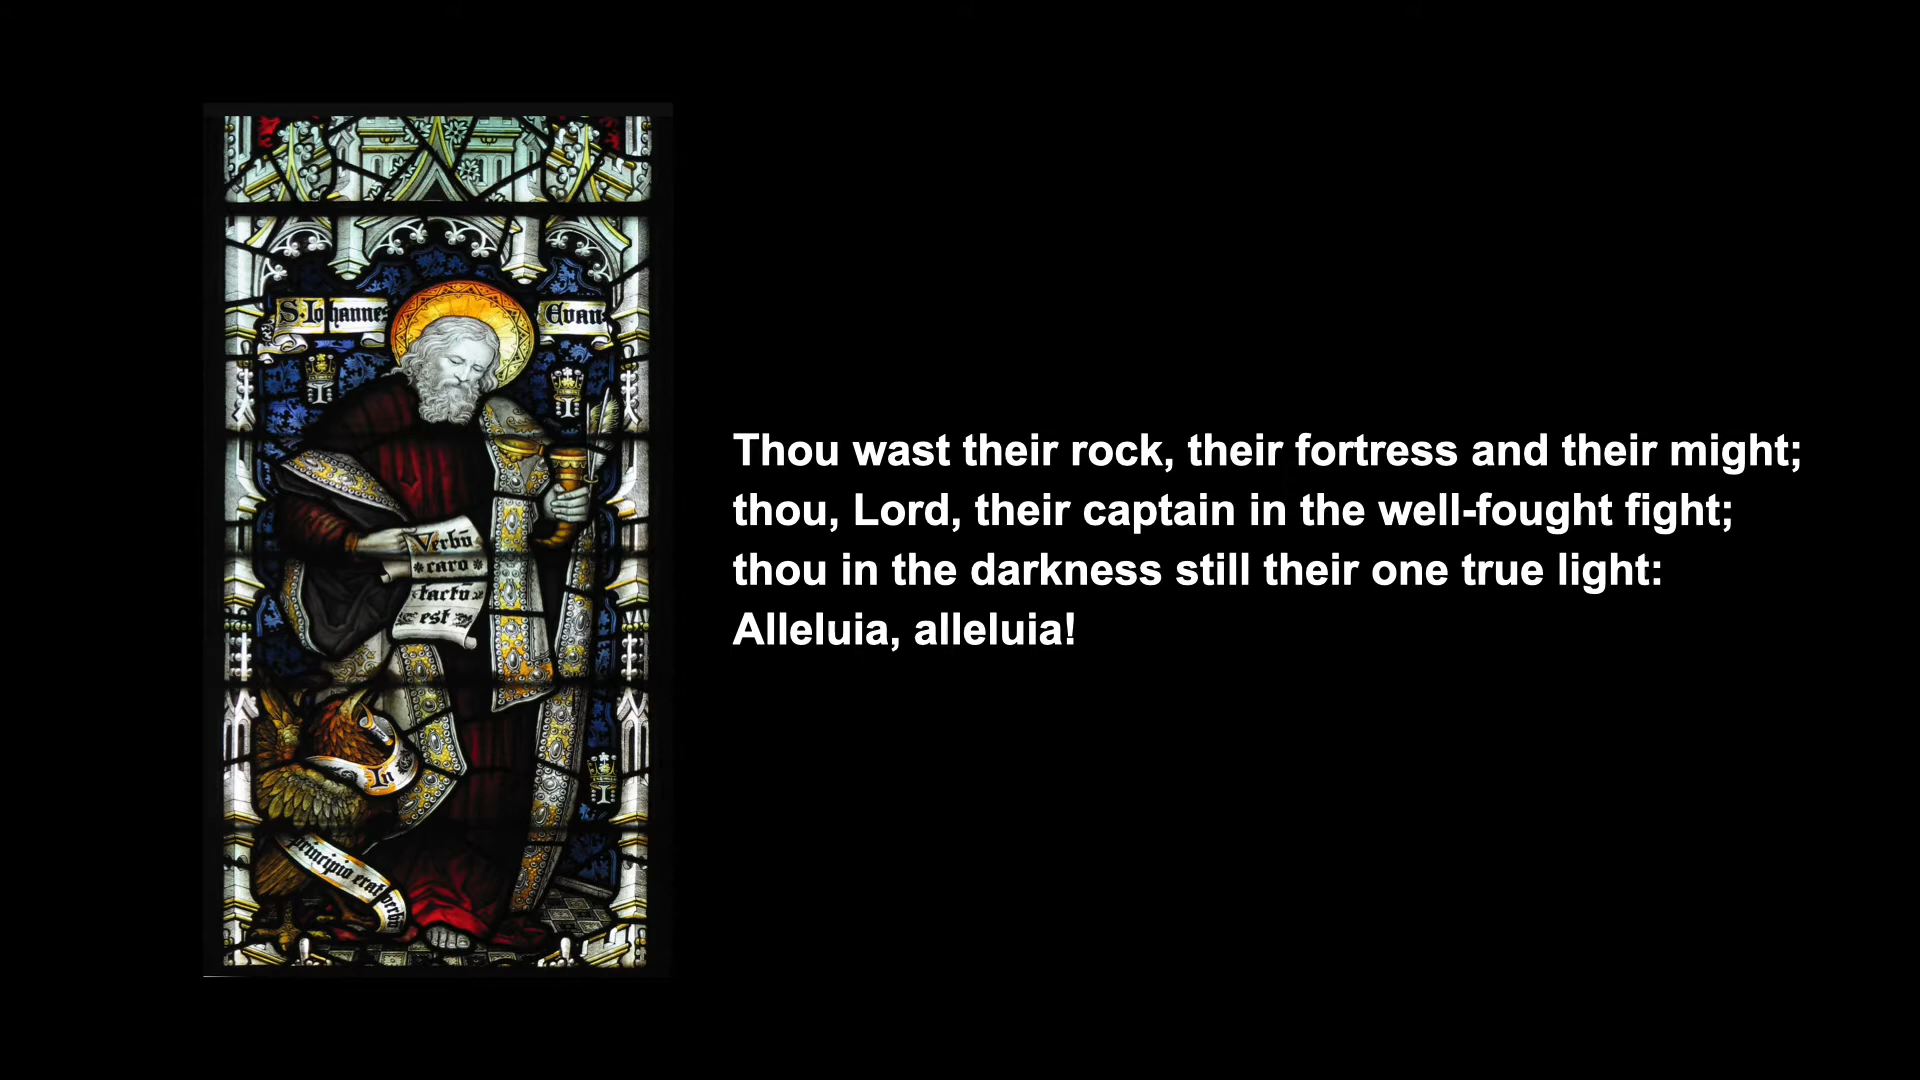 S. Iohannes Evan
Verbū
caro
factū
est
In
principio erat verbū
Thou wast their rock, their fortress and their might;
thou, Lord, their captain in the well-fought fight;
thou in the darkness still their one true light:
Alleluia, alleluia!